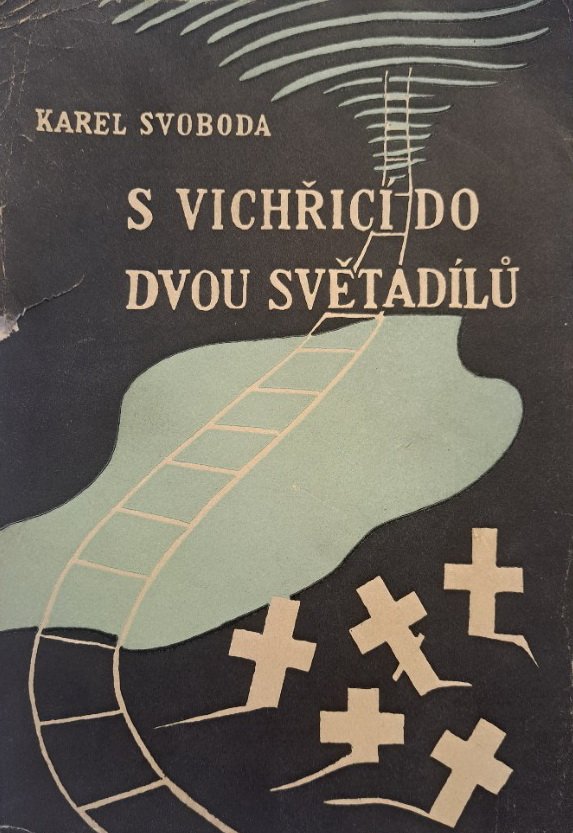 KAREL SVOBODA
S VICHŘICÍ DO
DVOU SVĚTADÍLŮ